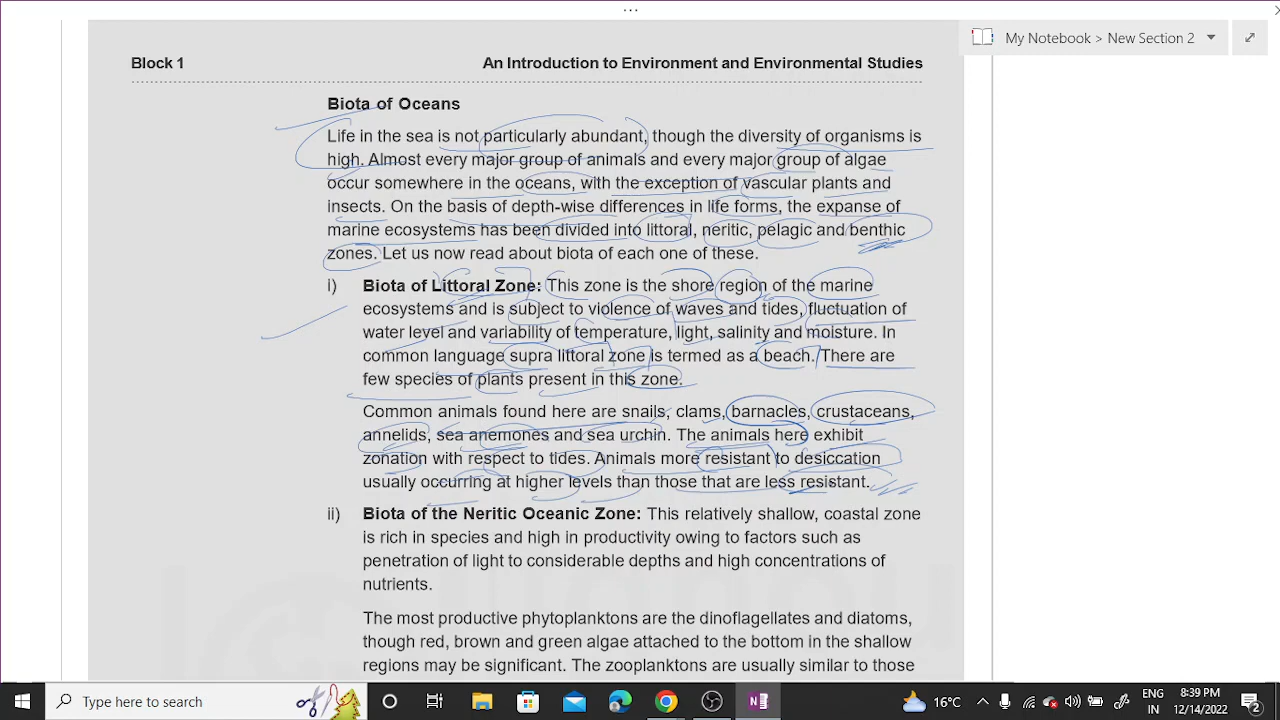 ...
My Notebook > New Section 2
Block 1
An Introduction to Environment and Environmental Studies
Biota of Oceans
Life in the sea is not particularly abundant, though the diversity of organisms is
high. Almost every major group of animals and every major group of algae
occur somewhere in the oceans, with the exception of vascular plants and
insects. On the basis of depth-wise differences in life forms, the expanse of
marine ecosystems has been divided into littoral, neritic, pelagic and benthic
zones. Let us now read about biota of each one of these.
i) Biota of Littoral Zone: This zone is the shore region of the marine
ecosystems and is subject to violence of waves and tides, fluctuation of
water level and variability of temperature, light, salinity and moisture. In
common language supra littoral zone is termed as a beach. There are
few species of plants present in this zone.
Common animals found here are snails, clams, barnacles, crustaceans,
annelids, sea anemones and sea urchin. The animals here exhibit
zonation with respect to tides. Animals more resistant to desiccation
usually occurring at higher levels than those that are less resistant.
ii) Biota of the Neritic Oceanic Zone: This relatively shallow, coastal zone
is rich in species and high in productivity owing to factors such as
penetration of light to considerable depths and high concentrations of
nutrients.
The most productive phytoplanktons are the dinoflagellates and diatoms,
though red, brown and green algae attached to the bottom in the shallow
regions may be significant. The zooplanktons are usually similar to those
Type here to search
16°C
ENG
IN
8:39 PM
12/14/2022
2